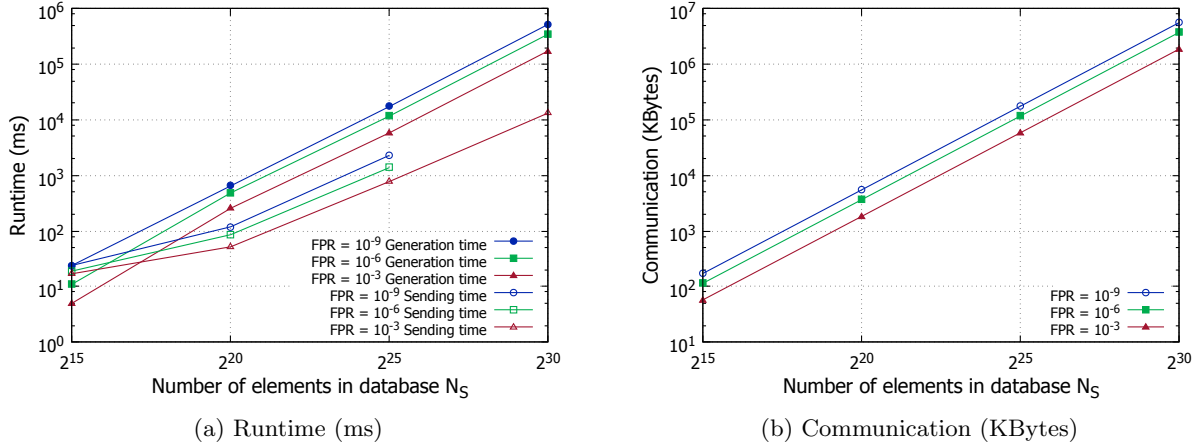 10^6
10^5
10^4
10^3
10^2
10^1
10^0
Runtime (ms)
FPR = 10^-9 Generation time
FPR = 10^-6 Generation time
FPR = 10^-3 Generation time
FPR = 10^-9 Sending time
FPR = 10^-6 Sending time
FPR = 10^-3 Sending time
2^15 2^20 2^25 2^30
Number of elements in database N_S
(a) Runtime (ms)
10^7
10^6
10^5
10^4
10^3
10^2
10^1
Communication (KBytes)
FPR = 10^-9
FPR = 10^-6
FPR = 10^-3
2^15 2^20 2^25 2^30
Number of elements in database N_S
(b) Communication (KBytes)